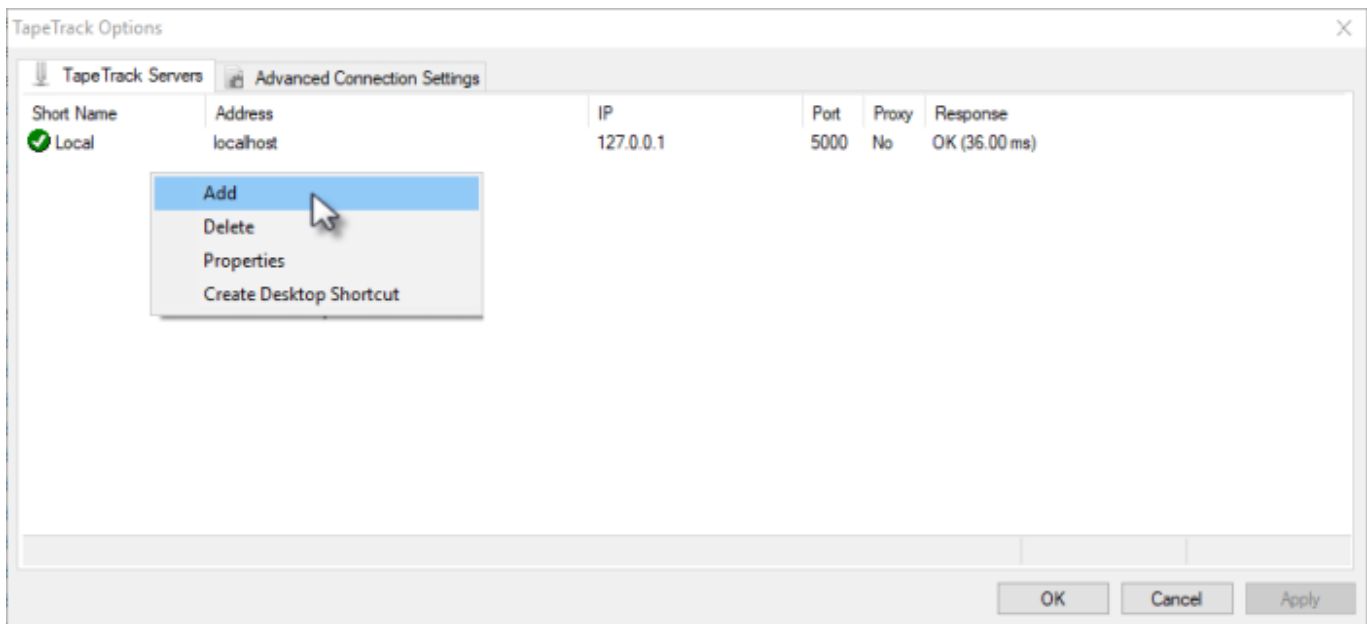 TapeTrack Options
TapeTrack Servers Advanced Connection Settings
Short Name Address IP Port Proxy Response
Local localhost 127.0.0.1 5000 No OK (36.00 ms)
Add
Delete
Properties
Create Desktop Shortcut
OK Cancel Apply